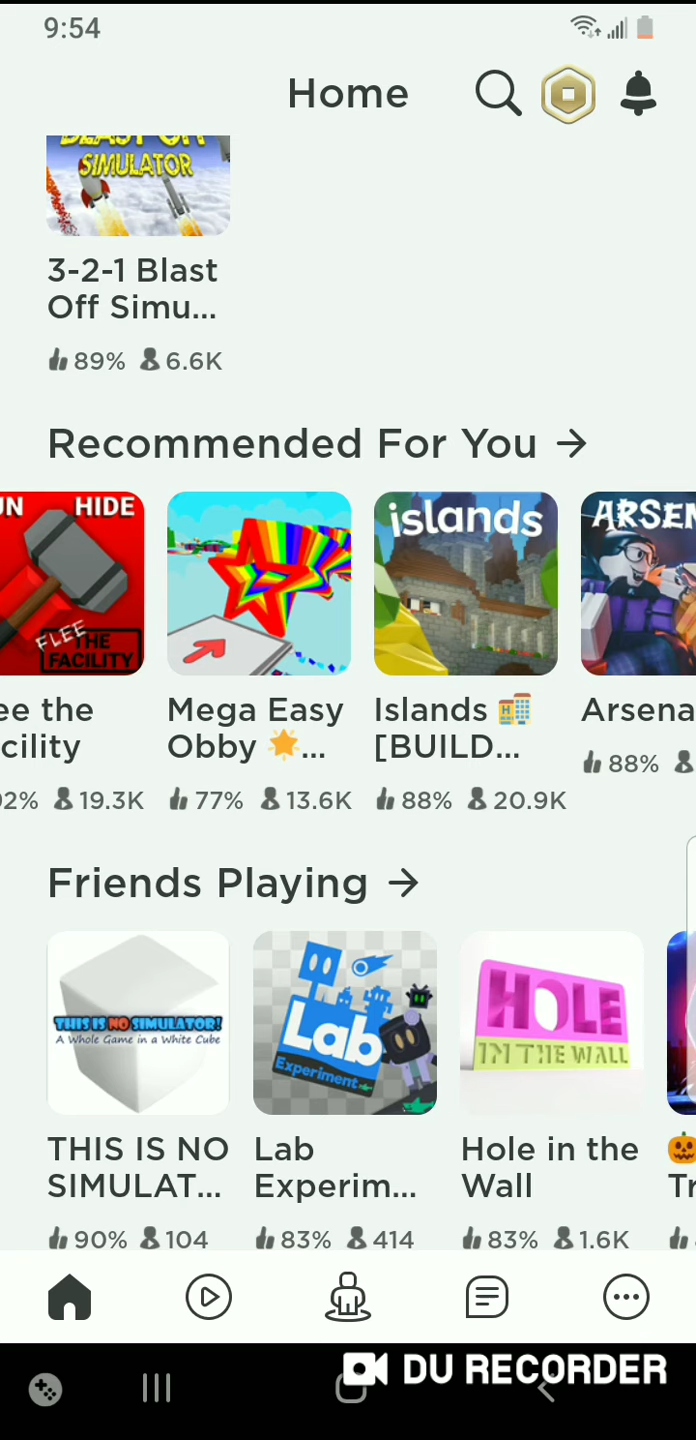 9:54
Home
BLAST OFF
SIMULATOR
3-2-1 Blast
Off Simu...
89% 6.6K
Recommended For You →
HIDE
FLEE THE
FACILITY
islands
ARSEN
ee the
cility
92% 19.3K
Mega Easy
Obby 🌟...
77% 13.6K
Islands 🏨
[BUILD...
88% 20.9K
Arsena
88%
Friends Playing →
THIS IS NO SIMULATOR!
A Whole Game in a White Cube
Lab
Experiment
HOLE
IN THE WALL
THIS IS NO
SIMULAT...
90% 104
Lab
Experim...
83% 414
Hole in the
Wall
83% 1.6K
🎃
Tr
DU RECORDER